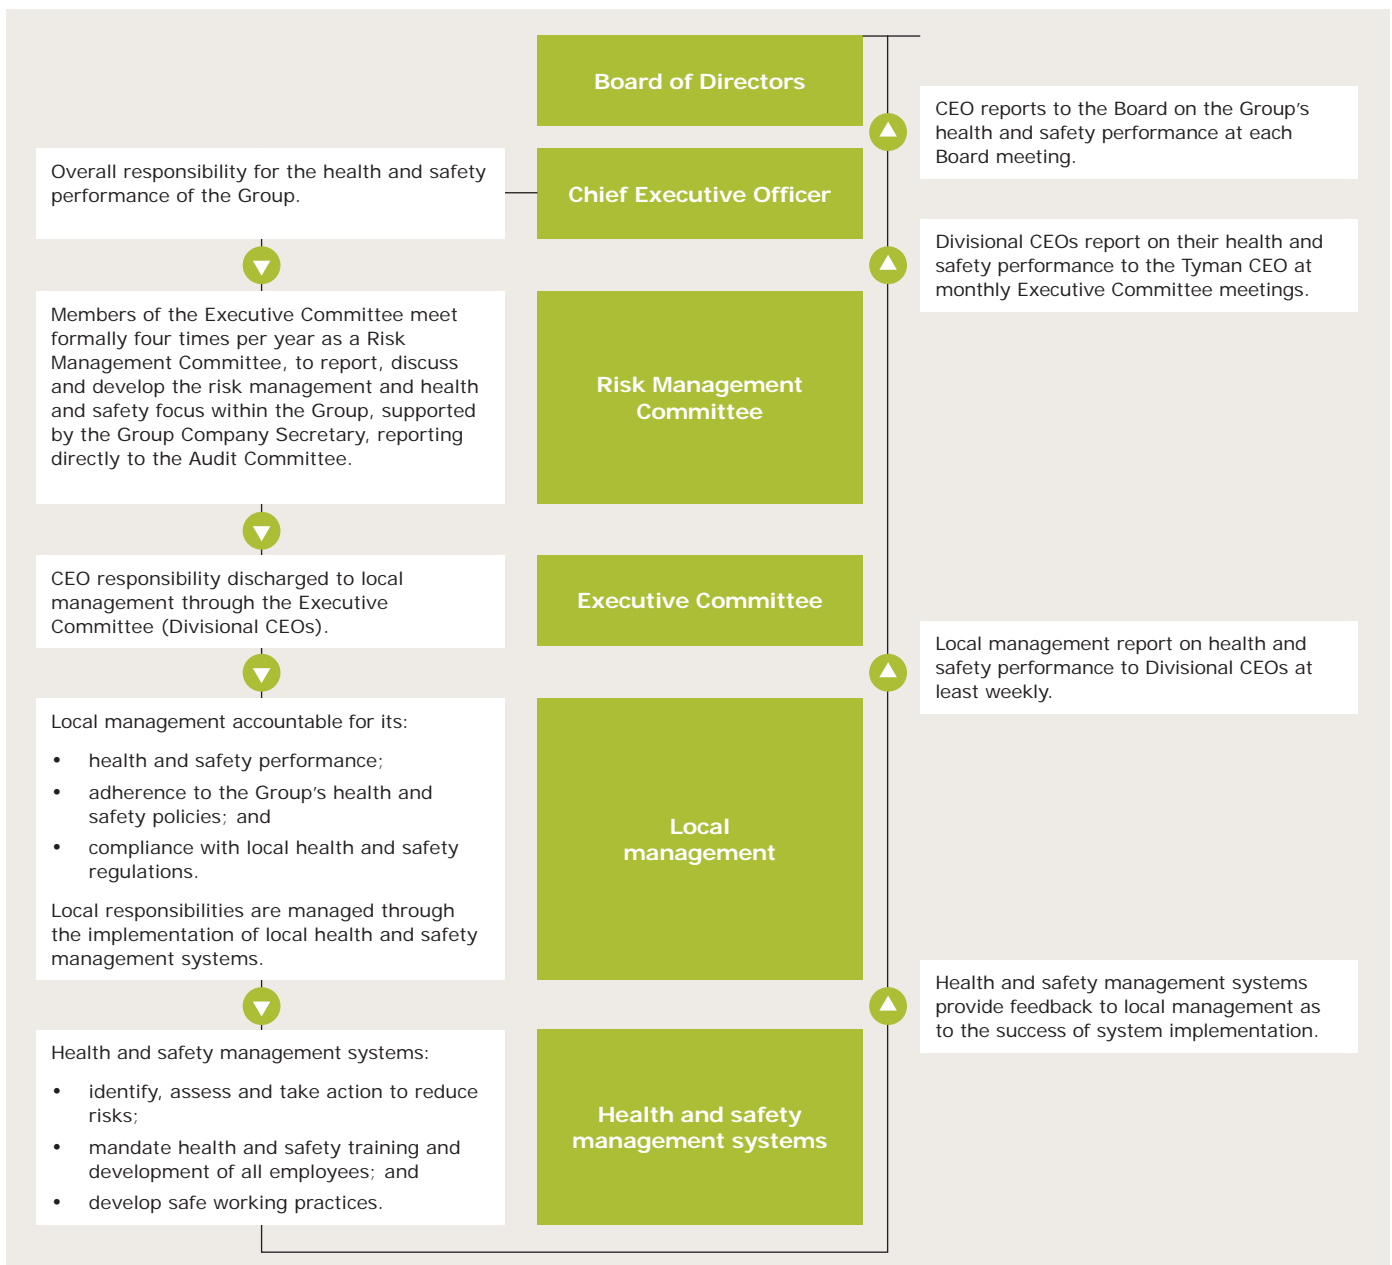 Board of Directors
CEO reports to the Board on the Group's
health and safety performance at each
Board meeting.
Overall responsibility for the health and safety
performance of the Group.
Chief Executive Officer
Divisional CEOs report on their health and
safety performance to the Tyman CEO at
monthly Executive Committee meetings.
Members of the Executive Committee meet
formally four times per year as a Risk
Management Committee, to report, discuss
and develop the risk management and health
and safety focus within the Group, supported
by the Group Company Secretary, reporting
directly to the Audit Committee.
Risk Management
Committee
CEO responsibility discharged to local
management through the Executive
Committee (Divisional CEOs).
Executive Committee
Local management report on health and
safety performance to Divisional CEOs at
least weekly.
Local management accountable for its:
• health and safety performance;
• adherence to the Group's health and
safety policies; and
• compliance with local health and safety
regulations.
Local responsibilities are managed through
the implementation of local health and safety
management systems.
Local
management
Health and safety management systems
provide feedback to local management as
to the success of system implementation.
Health and safety management systems:
• identify, assess and take action to reduce
risks;
• mandate health and safety training and
development of all employees; and
• develop safe working practices.
Health and safety
management systems